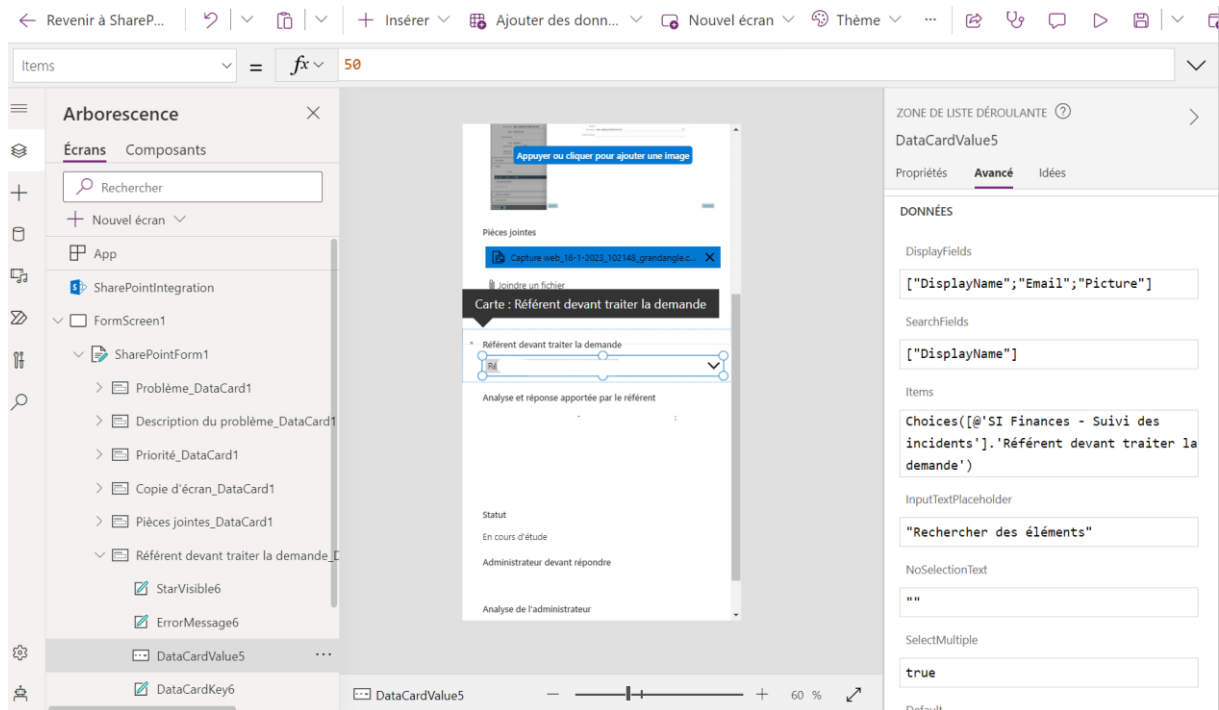 Revenir à ShareP...
Insérer
Ajouter des donn...
Nouvel écran
Thème
...
Items
=
fx
50
Arborescence
Écrans Composants
Rechercher
Nouvel écran
App
SharePointIntegration
FormScreen1
SharePointForm1
Problème_DataCard1
Description du problème_DataCard1
Priorité_DataCard1
Copie d'écran_DataCard1
Pièces jointes_DataCard1
Référent devant traiter la demande_D
StarVisible6
ErrorMessage6
DataCardValue5 ...
DataCardKey6
Appuyer ou cliquer pour ajouter une image
Pièces jointes
Capture web_16-1-2023_102148_grandangle.c...
Joindre un fichier
Carte : Référent devant traiter la demande
* Référent devant traiter la demande
Ré
Analyse et réponse apportée par le référent
Statut
En cours d'étude
Administrateur devant répondre
Analyse de l'administrateur
DataCardValue5
60 %
ZONE DE LISTE DÉROULANTE
DataCardValue5
Propriétés Avancé Idées
DONNÉES
DisplayFields
["DisplayName";"Email";"Picture"]
SearchFields
["DisplayName"]
Items
Choices([@'SI Finances - Suivi des
incidents'].'Référent devant traiter la
demande')
InputTextPlaceholder
"Rechercher des éléments"
NoSelectionText
""
SelectMultiple
true
Default